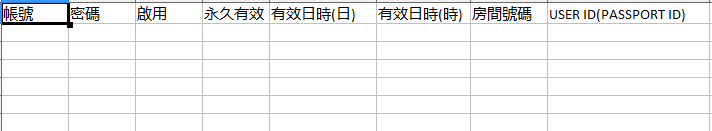 帳號 密碼 啟用 永久有效 有效日時(日) 有效日時(時) 房間號碼 USER ID(PASSPORT ID)